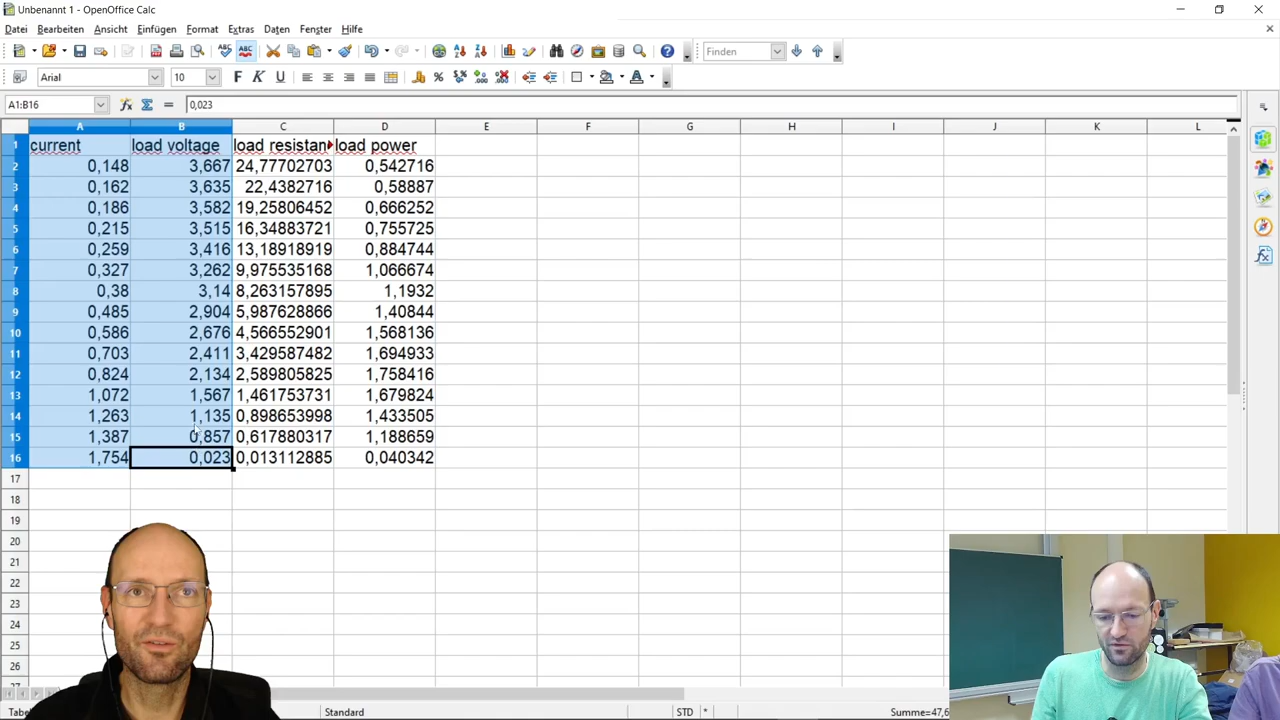 Unbenannt 1 - OpenOffice Calc
Datei Bearbeiten Ansicht Einfügen Format Extras Daten Fenster Hilfe
Finden
Arial 10 F K U
A1:B16 0,023
A B C D E F G H I J K L
1 current load voltage load resistan load power
2 0,148 3,667 24,77702703 0,542716
3 0,162 3,635 22,4382716 0,58887
4 0,186 3,582 19,25806452 0,666252
5 0,215 3,515 16,34883721 0,755725
6 0,259 3,416 13,18918919 0,884744
7 0,327 3,262 9,975535168 1,066674
8 0,38 3,14 8,263157895 1,1932
9 0,485 2,904 5,987628866 1,40844
10 0,586 2,676 4,566552901 1,568136
11 0,703 2,411 3,429587482 1,694933
12 0,824 2,134 2,589805825 1,758416
13 1,072 1,567 1,461753731 1,679824
14 1,263 1,135 0,898653998 1,433505
15 1,387 0,857 0,617880317 1,188659
16 1,754 0,023 0,013112885 0,040342
17
18
19
20
21
22
23
24
25
26
27
Tabe Standard STD * Summe=47,6